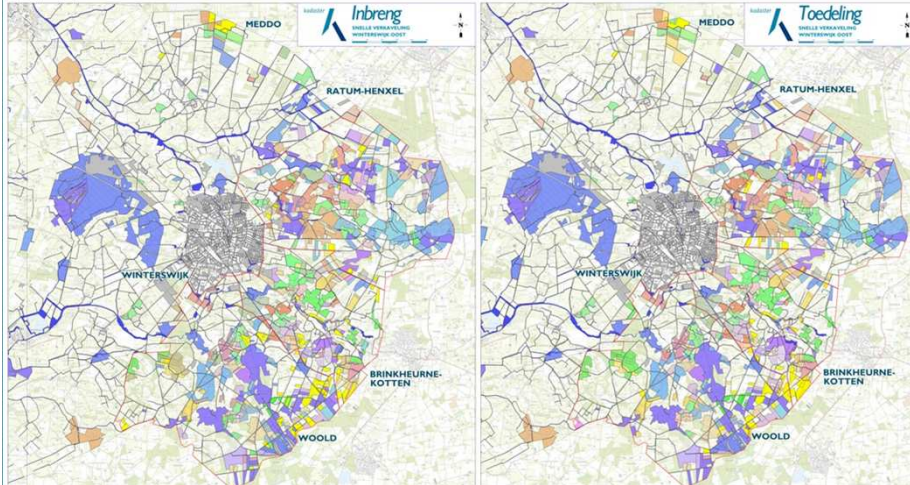 kadaster
Inbreng
SNELLE VERKAVELING
WINTERSWIJK OOST
MEDDO
RATUM-HENXEL
WINTERSWIJK
BRINKHEURNE-
KOTTEN
WOOLD
kadaster
Toedeling
SNELLE VERKAVELING
WINTERSWIJK OOST
MEDDO
RATUM-HENXEL
WINTERSWIJK
BRINKHEURNE-
KOTTEN
WOOLD